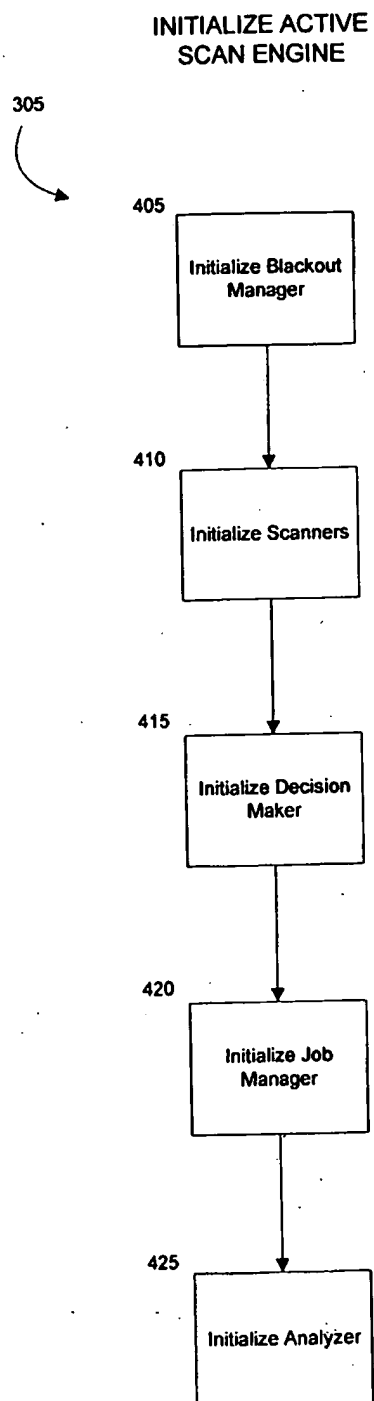 INITIALIZE ACTIVE
SCAN ENGINE
305
405
Initialize Blackout
Manager
410
Initialize Scanners
415
Initialize Decision
Maker
420
Initialize Job
Manager
425
Initialize Analyzer